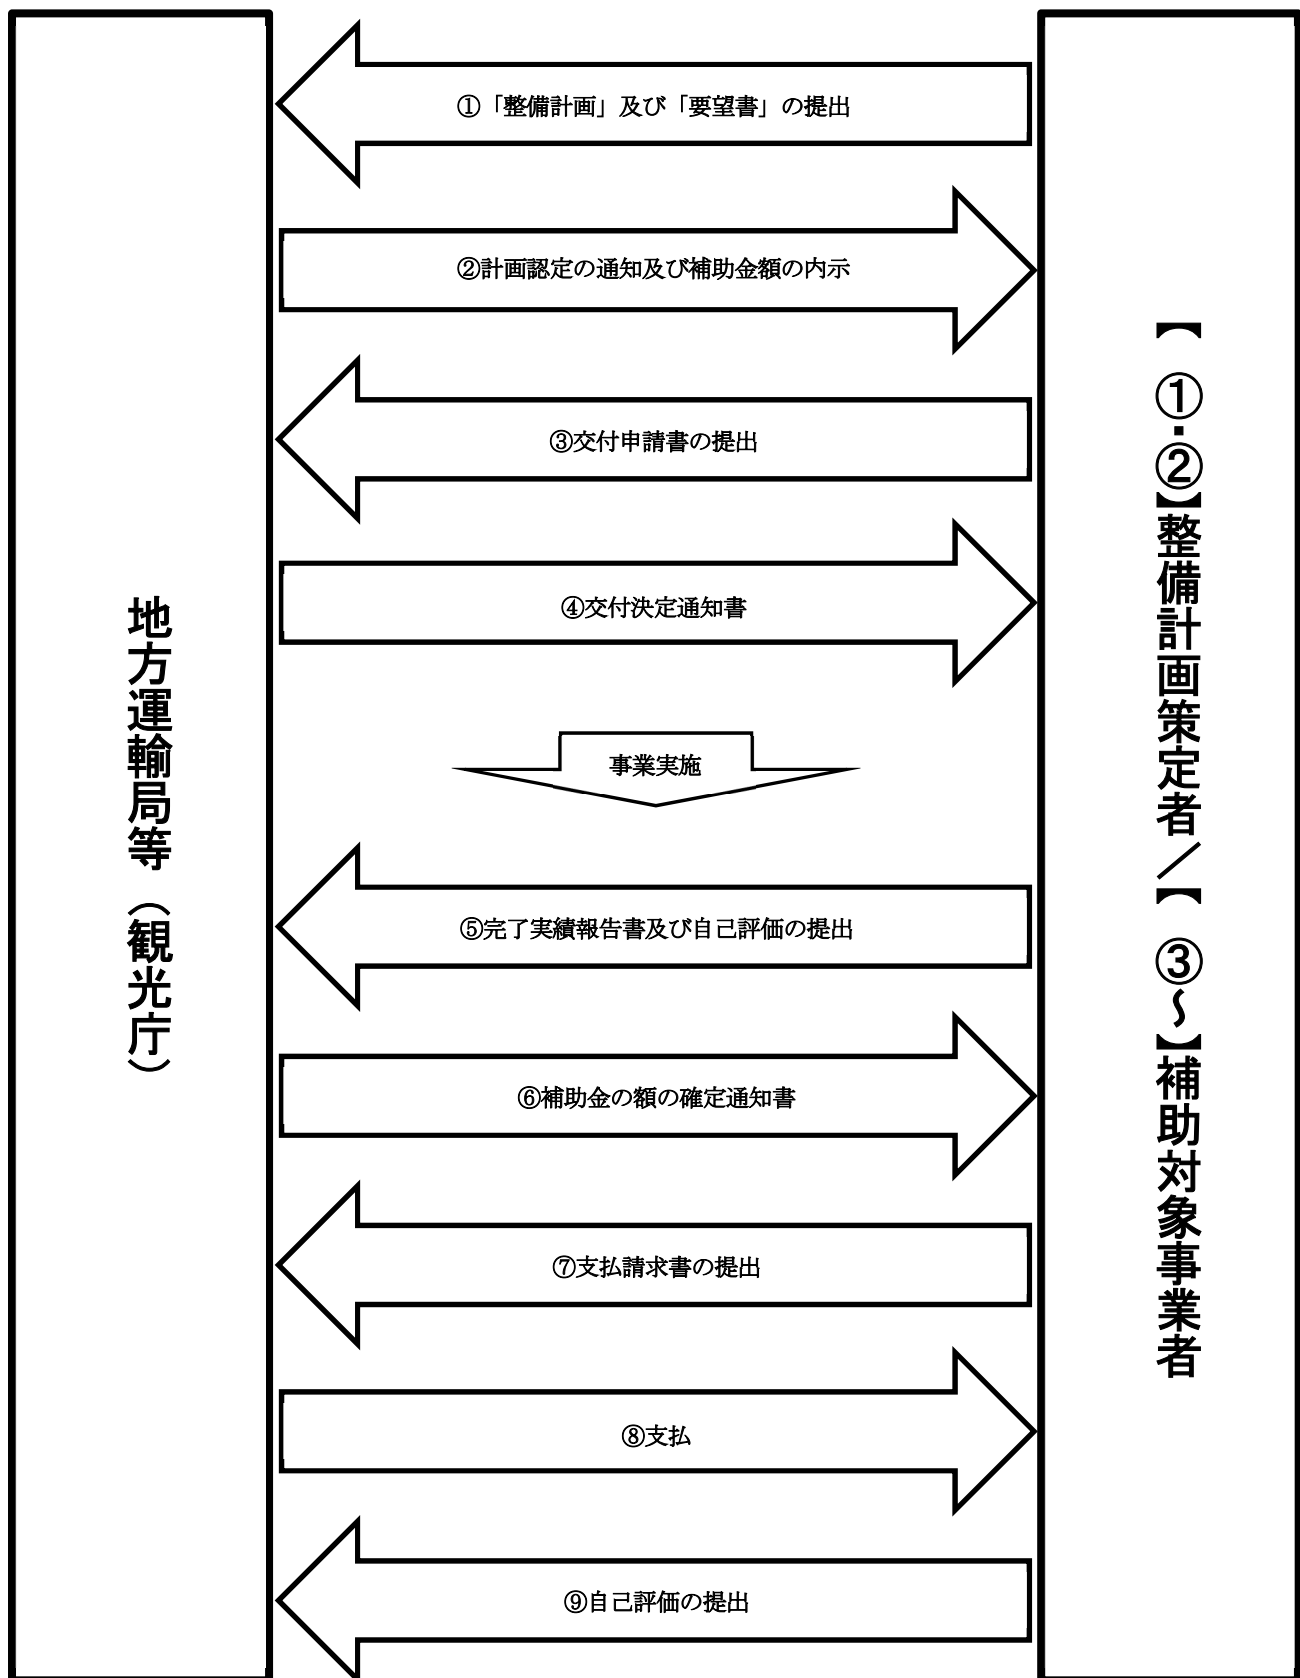 地方運輸局等（観光庁）
①「整備計画」及び「要望書」の提出
②計画認定の通知及び補助金額の内示
③交付申請書の提出
④交付決定通知書
事業実施
⑤完了実績報告書及び自己評価の提出
⑥補助金の額の確定通知書
⑦支払請求書の提出
⑧支払
⑨自己評価の提出
【①・②】整備計画策定者／【③～】補助対象事業者